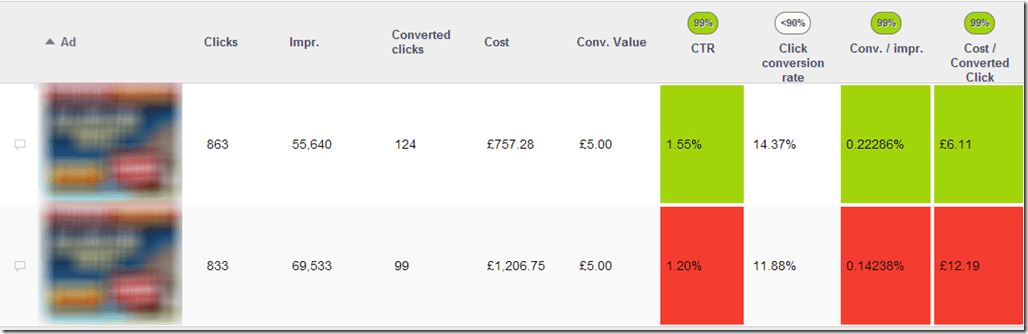 Ad Clicks Impr. Converted clicks Cost Conv. Value 99% CTR <90% Click conversion rate 99% Conv. / impr. 99% Cost / Converted Click
863 55,640 124 £757.28 £5.00 1.55% 14.37% 0.22286% £6.11
833 69,533 99 £1,206.75 £5.00 1.20% 11.88% 0.14238% £12.19